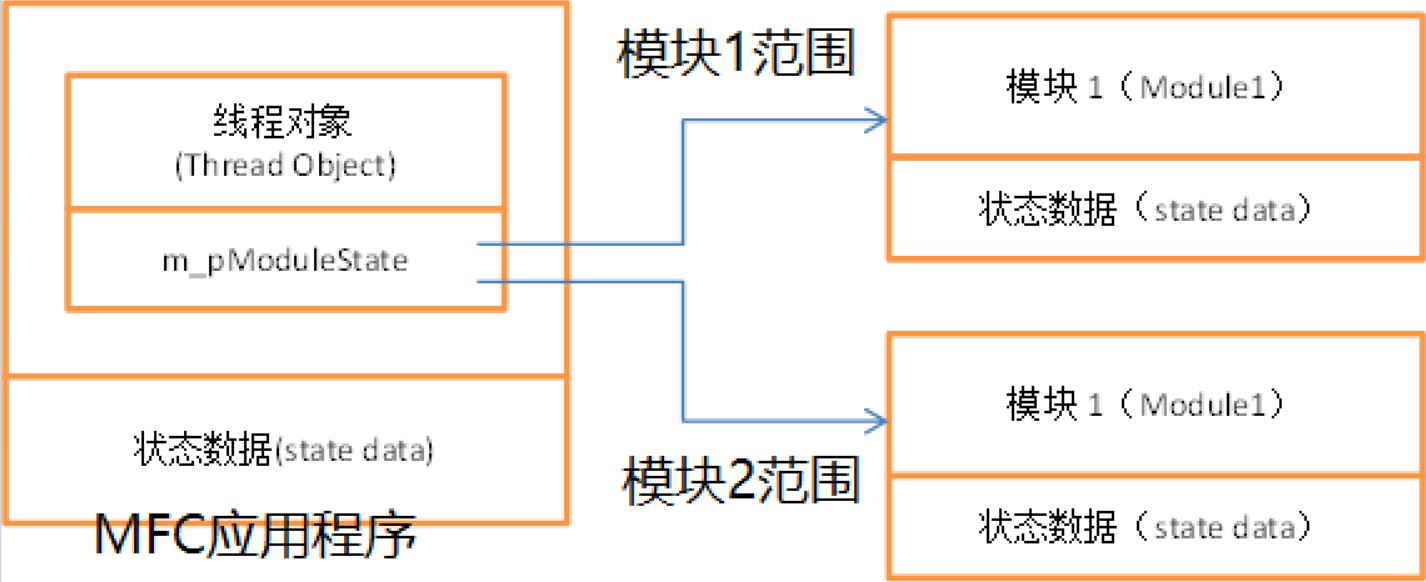 线程对象
(Thread Object)
m_pModuleState
状态数据(state data)
MFC应用程序
模块1范围
模块 1（Module1）
状态数据（state data）
模块2范围
模块 1（Module1）
状态数据（state data）